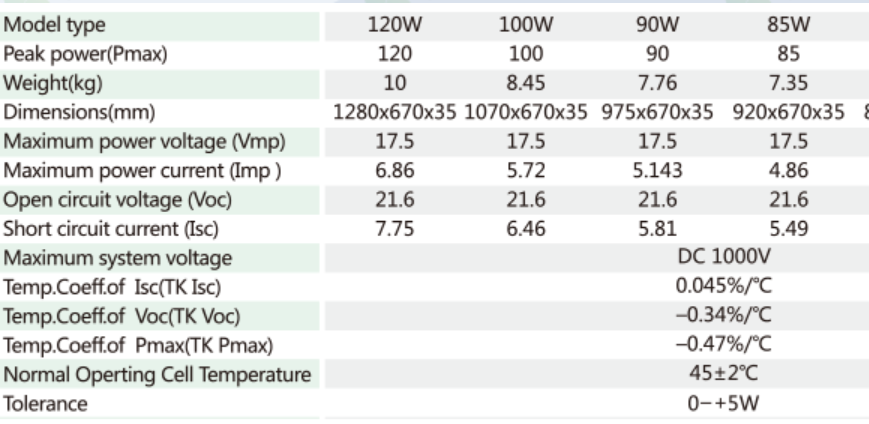 Model type 120W 100W 90W 85W
Peak power(Pmax) 120 100 90 85
Weight(kg) 10 8.45 7.76 7.35
Dimensions(mm) 1280x670x35 1070x670x35 975x670x35 920x670x35
Maximum power voltage (Vmp) 17.5 17.5 17.5 17.5
Maximum power current (Imp ) 6.86 5.72 5.143 4.86
Open circuit voltage (Voc) 21.6 21.6 21.6 21.6
Short circuit current (Isc) 7.75 6.46 5.81 5.49
Maximum system voltage DC 1000V
Temp.Coeff.of Isc(TK Isc) 0.045%/℃
Temp.Coeff.of Voc(TK Voc) −0.34%/℃
Temp.Coeff.of Pmax(TK Pmax) −0.47%/℃
Normal Operting Cell Temperature 45±2℃
Tolerance 0−+5W